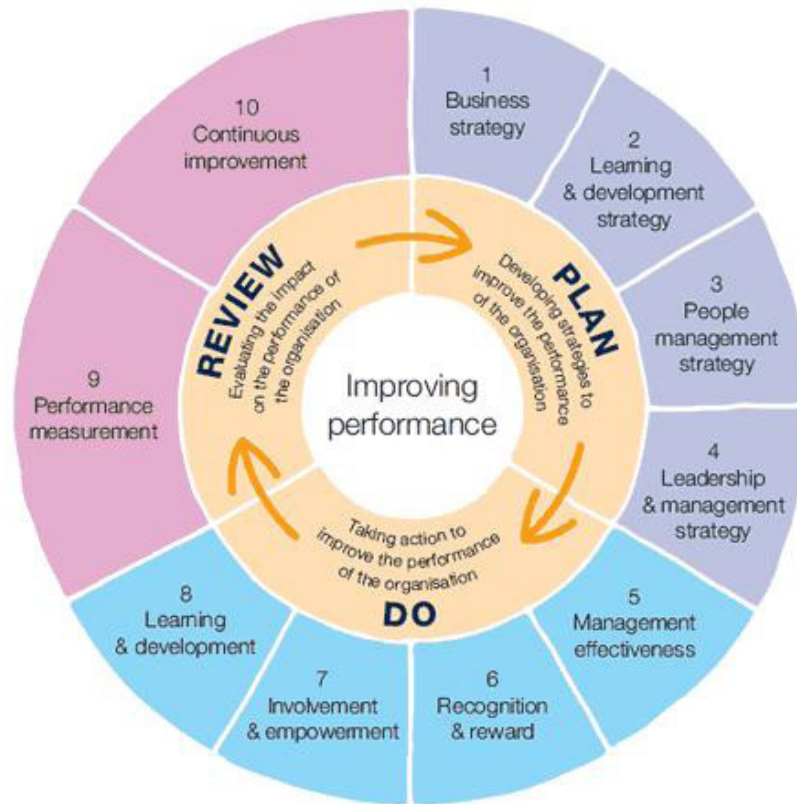 1
Business
strategy
2
Learning
& development
strategy
3
People
management
strategy
4
Leadership
& management
strategy
5
Management
effectiveness
6
Recognition
& reward
7
Involvement
& empowerment
8
Learning
& development
9
Performance
measurement
10
Continuous
improvement
PLAN
Developing strategies to
improve the performance
of the organisation
DO
Taking action to
improve the performance
of the organisation
REVIEW
Evaluating the impact
on the performance of
the organisation
Improving
performance